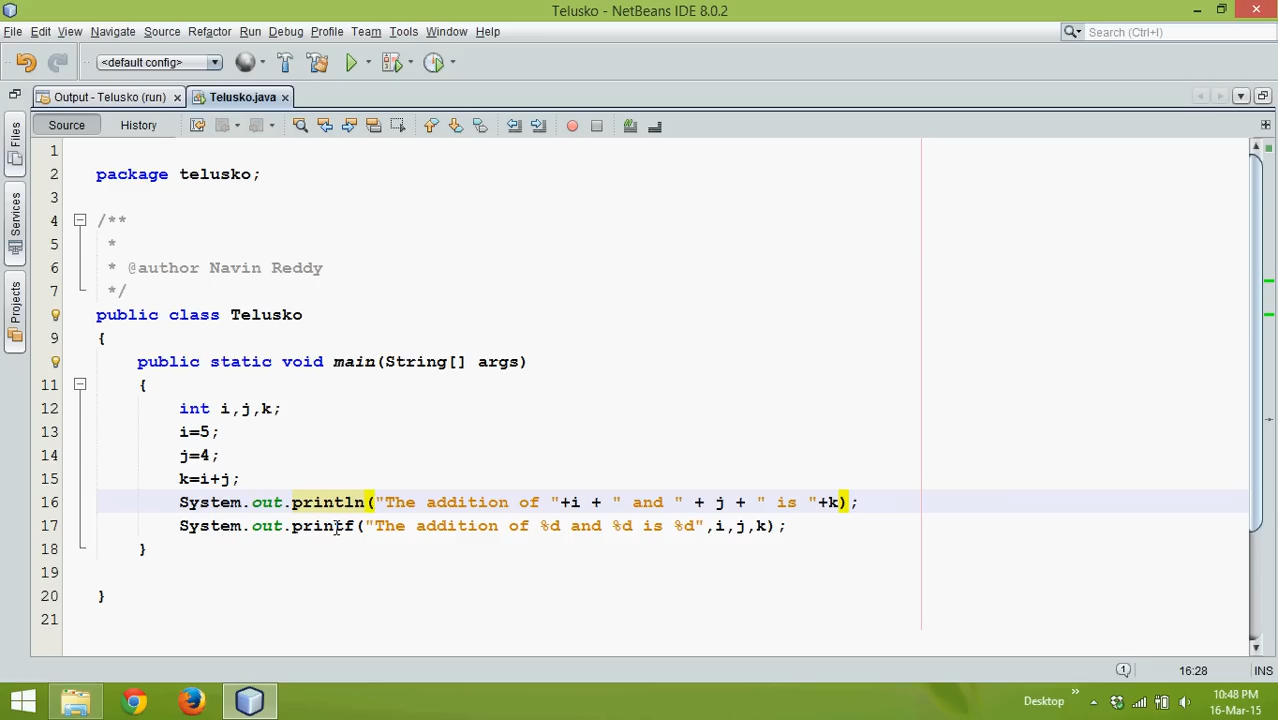 Telusko - NetBeans IDE 8.0.2
File Edit View Navigate Source Refactor Run Debug Profile Team Tools Window Help
Search (Ctrl+I)
<default config>
Output - Telusko (run) Telusko.java
Source History
Files
Services
Projects
1
2 package telusko;
3
4 /**
5 *
6 * @author Navin Reddy
7 */
public class Telusko
9 {
public static void main(String[] args)
11 {
12 int i,j,k;
13 i=5;
14 j=4;
15 k=i+j;
16 System.out.println("The addition of "+i + " and " + j + " is "+k);
17 System.out.printf("The addition of %d and %d is %d",i,j,k);
18 }
19
20 }
21
1 16:28 INS
Desktop
10:48 PM
16-Mar-15